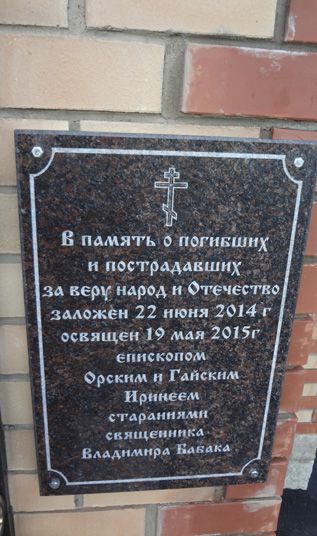 В память о погибших
и пострадавших
за веру народ и Отечество
заложен 22 июня 2014 г
освящен 19 мая 2015г
епископом
Орским и Гайским
Иринеем
стараниями
священника
Владимира Бабака